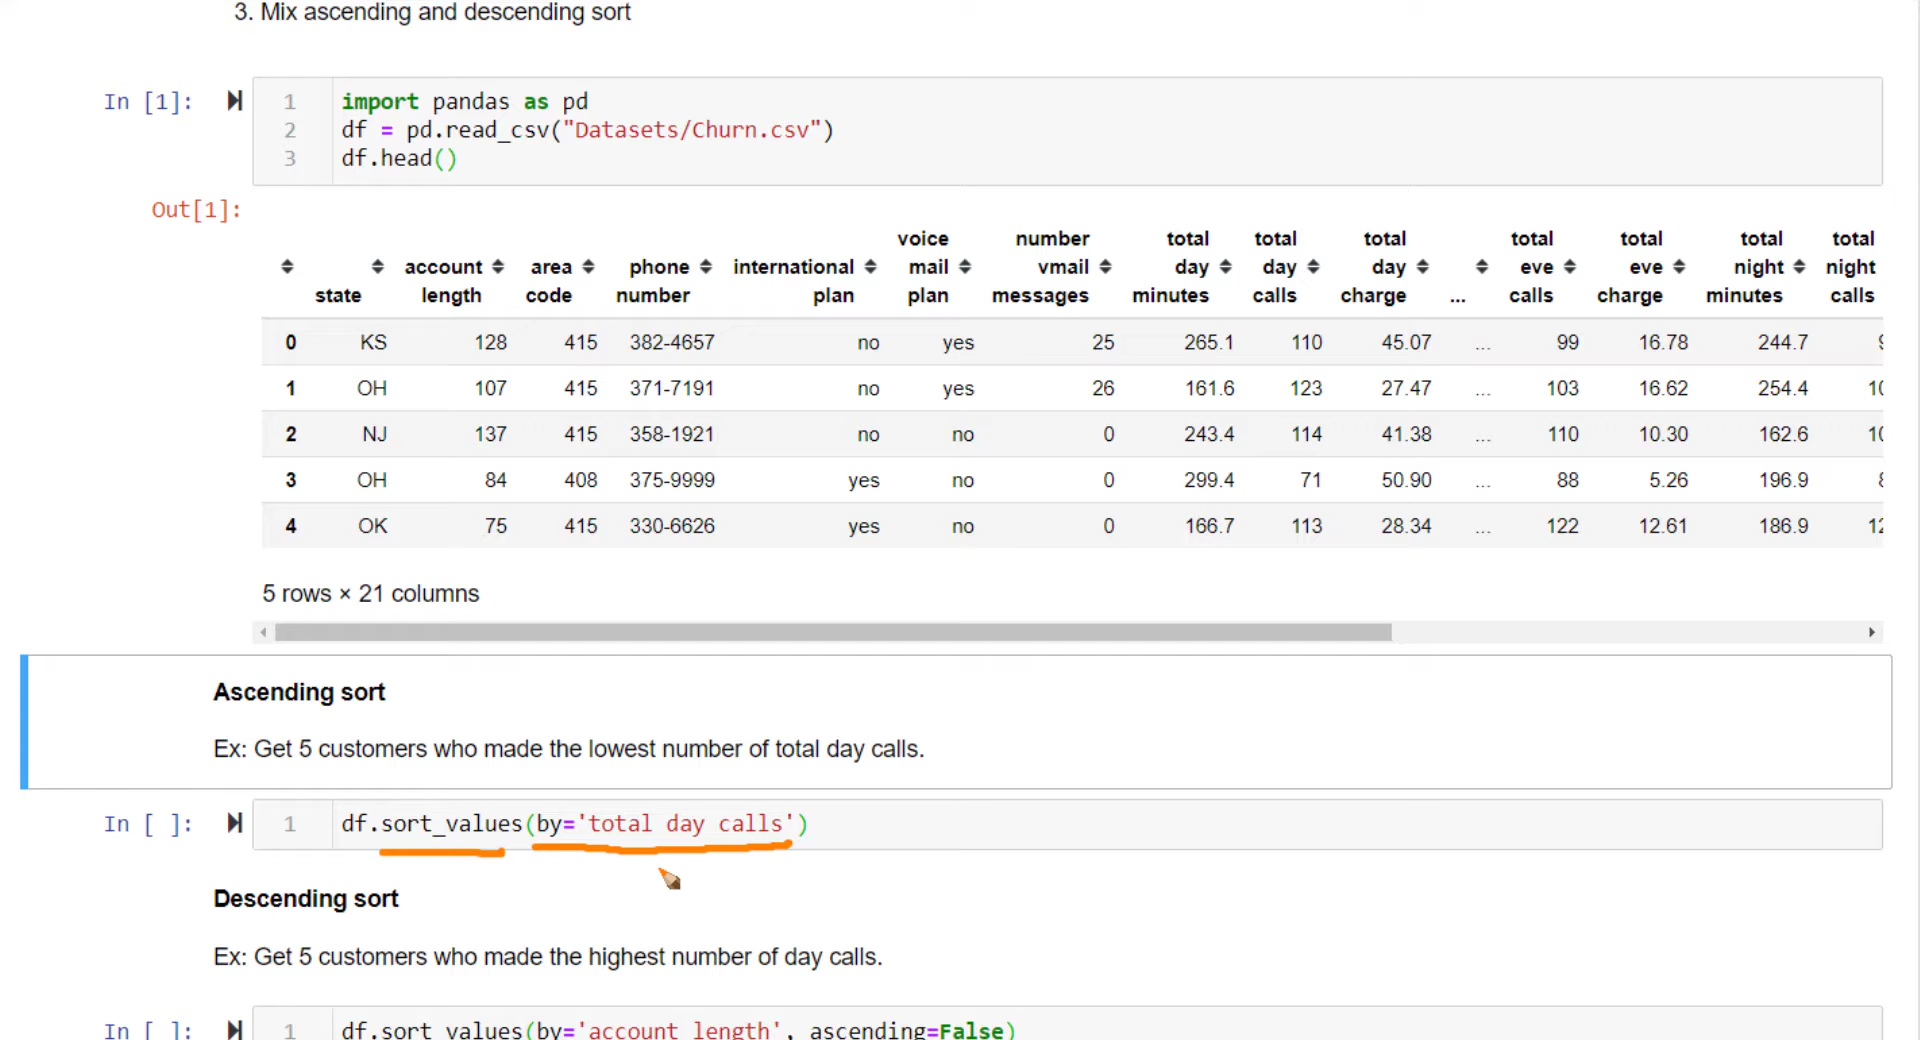 3. Mix ascending and descending sort
In [1]:
1 import pandas as pd
2 df = pd.read_csv("Datasets/Churn.csv")
3 df.head()
Out[1]:
state account length area code phone number international plan voice mail plan number vmail messages total day minutes total day calls total day charge ... total eve calls total eve charge total night minutes total night calls
0 KS 128 415 382-4657 no yes 25 265.1 110 45.07 ... 99 16.78 244.7
1 OH 107 415 371-7191 no yes 26 161.6 123 27.47 ... 103 16.62 254.4
2 NJ 137 415 358-1921 no no 0 243.4 114 41.38 ... 110 10.30 162.6
3 OH 84 408 375-9999 yes no 0 299.4 71 50.90 ... 88 5.26 196.9
4 OK 75 415 330-6626 yes no 0 166.7 113 28.34 ... 122 12.61 186.9
5 rows × 21 columns
Ascending sort
Ex: Get 5 customers who made the lowest number of total day calls.
In [ ]: 1 df.sort_values(by='total day calls')
Descending sort
Ex: Get 5 customers who made the highest number of day calls.
In [ ]: 1 df.sort_values(by='account length', ascending=False)